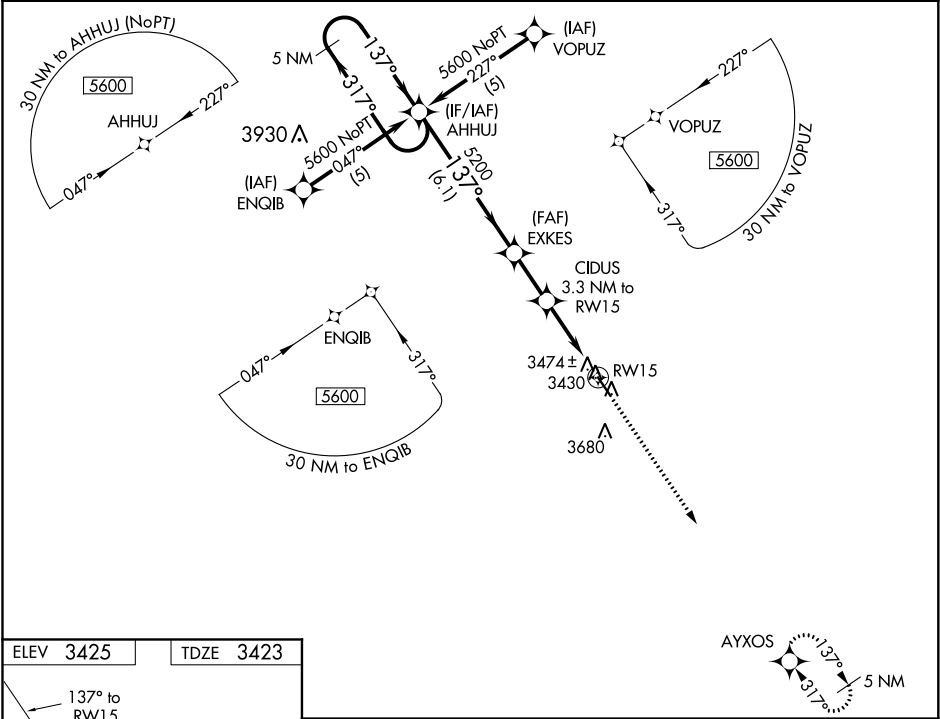 30 NM to AHHUJ (NoPT)
5600
227°
AHHUJ
047°
5 NM
137°
317°
5600 NoPT
227°
(5)
(IAF)
VOPUZ
(IF/IAF)
AHHUJ
3930
5600 NoPT
047°
(5)
(IAF)
ENQIB
5200
137°
(6.1)
227°
VOPUZ
5600
317°
30 NM to VOPUZ
(FAF)
EXKES
CIDUS
3.3 NM to
RW15
ENQIB
047°
317°
5600
30 NM to ENQIB
3474±
3430
RW15
3680
AYXOS
137°
317°
5 NM
ELEV 3425
TDZE 3423
137° to
RW15